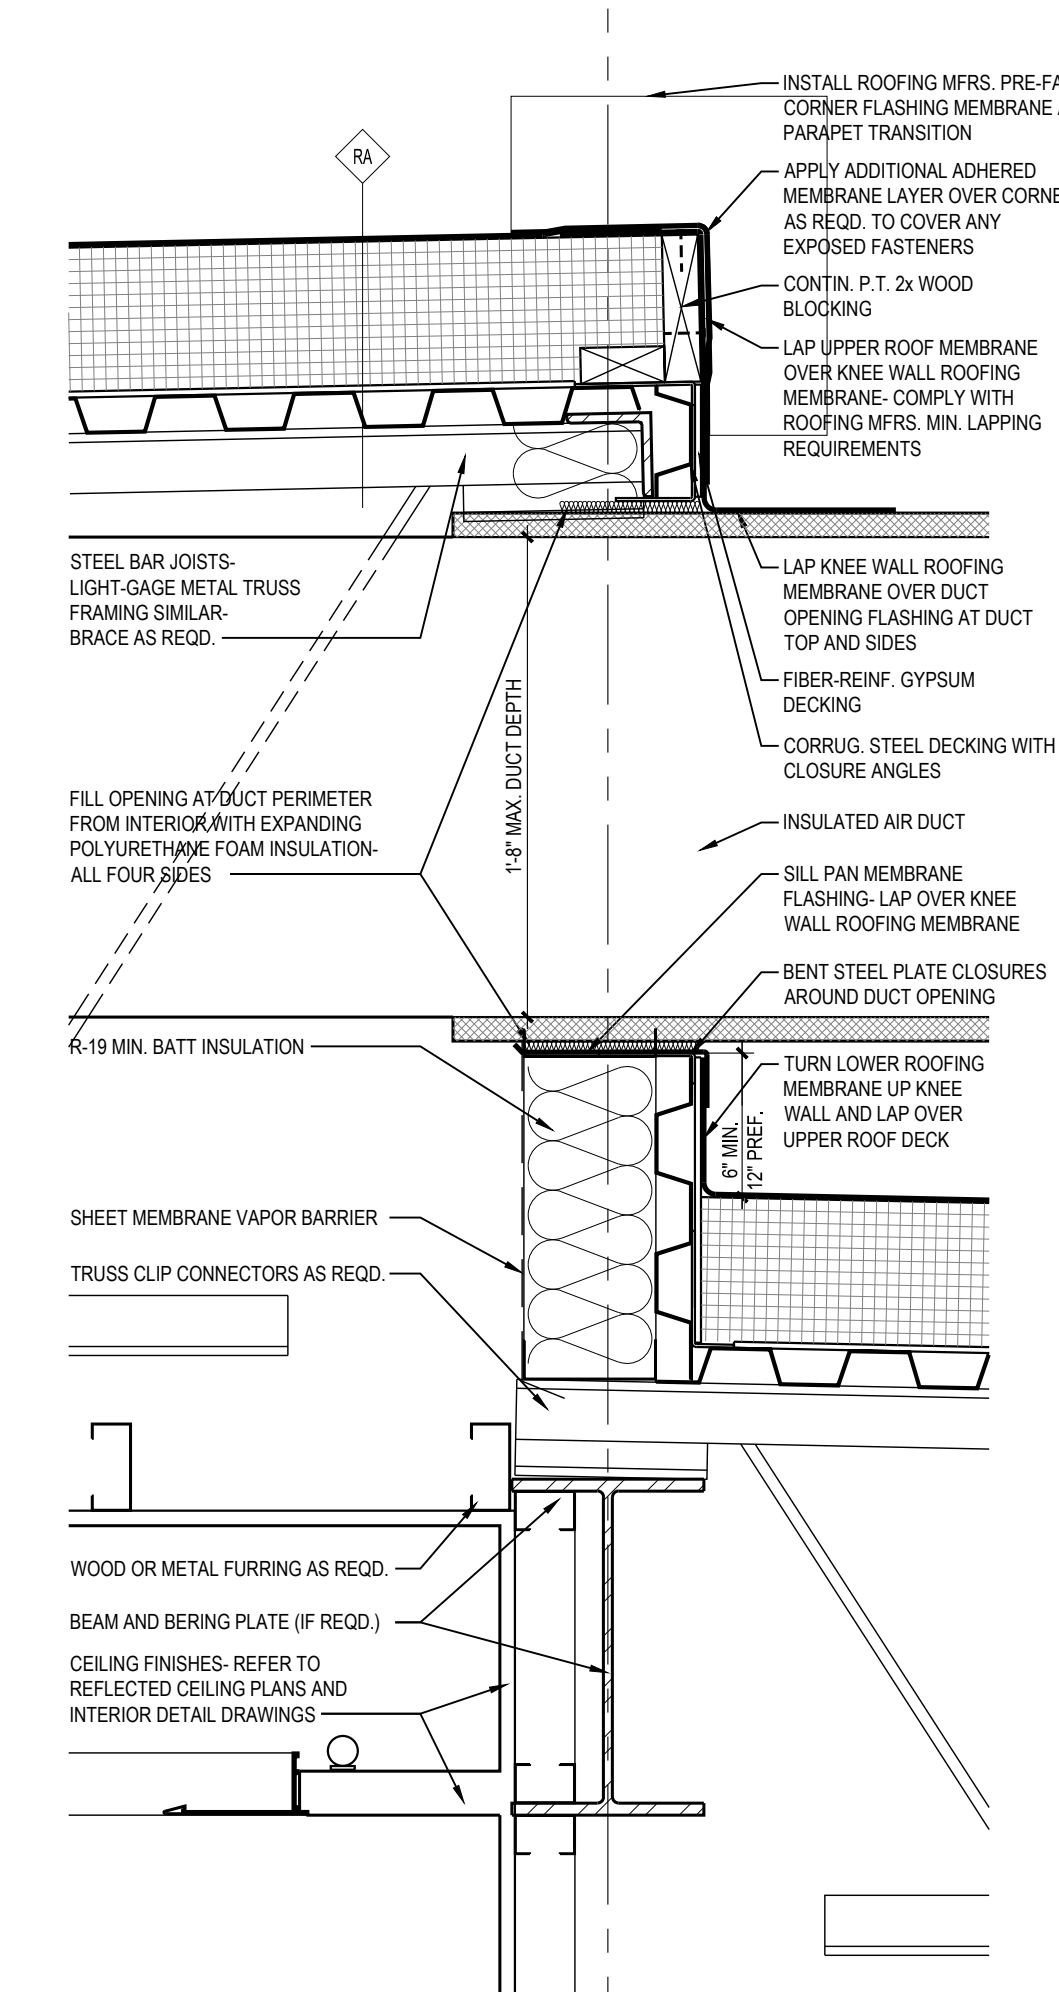 INSTALL ROOFING MFRS. PRE-FA
CORNER FLASHING MEMBRANE
PARAPET TRANSITION
RA
APPLY ADDITIONAL ADHERED
MEMBRANE LAYER OVER CORNE
AS REQD. TO COVER ANY
EXPOSED FASTENERS
CONTIN. P.T. 2x WOOD
BLOCKING
LAP UPPER ROOF MEMBRANE
OVER KNEE WALL ROOFING
MEMBRANE- COMPLY WITH
ROOFING MFRS. MIN. LAPPING
REQUIREMENTS
STEEL BAR JOISTS-
LIGHT-GAGE METAL TRUSS
FRAMING SIMILAR-
BRACE AS REQD.
LAP KNEE WALL ROOFING
MEMBRANE OVER DUCT
OPENING FLASHING AT DUCT
TOP AND SIDES
FIBER-REINF. GYPSUM
DECKING
CORRUG. STEEL DECKING WITH
CLOSURE ANGLES
1'-8" MAX. DUCT DEPTH
FILL OPENING AT DUCT PERIMETER
FROM INTERIOR WITH EXPANDING
POLYURETHANE FOAM INSULATION-
ALL FOUR SIDES
INSULATED AIR DUCT
SILL PAN MEMBRANE
FLASHING- LAP OVER KNEE
WALL ROOFING MEMBRANE
BENT STEEL PLATE CLOSURES
AROUND DUCT OPENING
R-19 MIN. BATT INSULATION
TURN LOWER ROOFING
MEMBRANE UP KNEE
WALL AND LAP OVER
UPPER ROOF DECK
6" MIN.
12" PREF.
SHEET MEMBRANE VAPOR BARRIER
TRUSS CLIP CONNECTORS AS REQD.
WOOD OR METAL FURRING AS REQD.
BEAM AND BERING PLATE (IF REQD.)
CEILING FINISHES- REFER TO
REFLECTED CEILING PLANS AND
INTERIOR DETAIL DRAWINGS